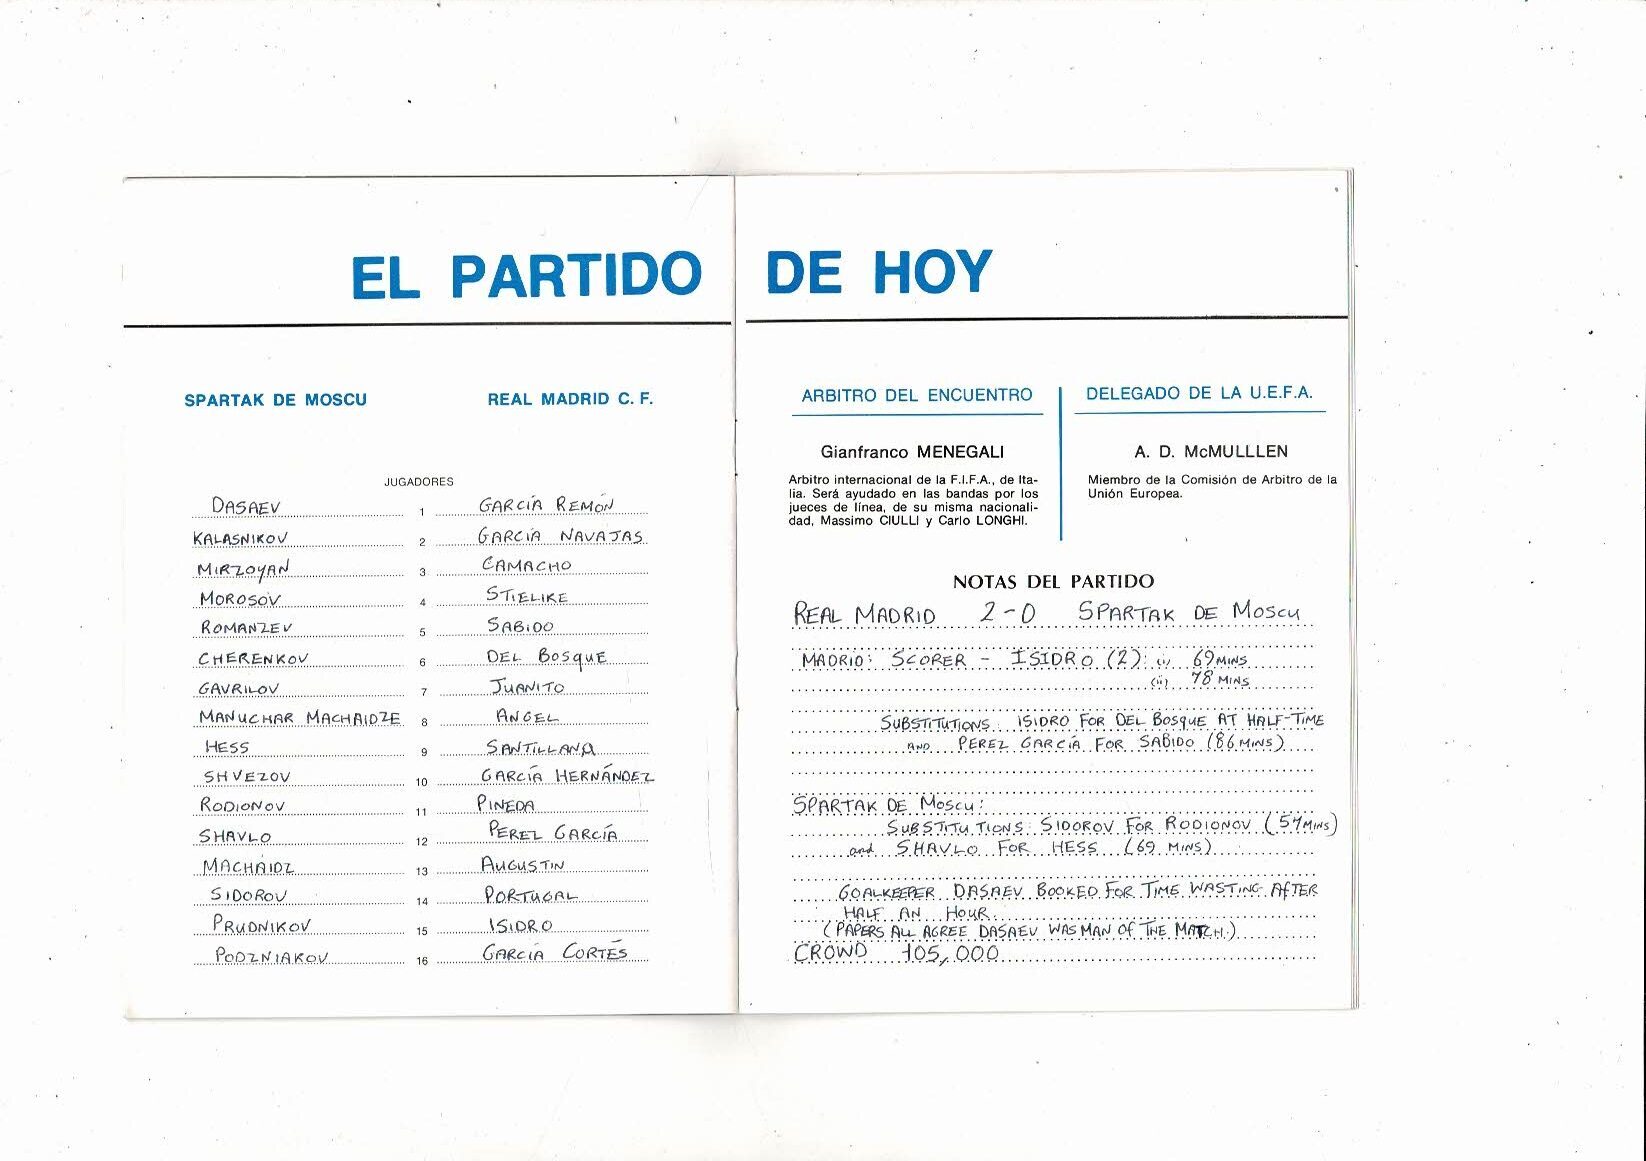 EL PARTIDO DE HOY
SPARTAK DE MOSCU REAL MADRID C. F.
JUGADORES
DASAEV 1 GARCÍA REMÓN
KALASNIKOV 2 GARCÍA NAVAJAS
MIRZOYAN 3 CAMACHO
MOROSOV 4 STIELIKE
ROMANZEV 5 SABIDO
CHERENKOV 6 DEL BOSQUE
GAVRILOV 7 JUANITO
MANUCHAR MACHAIDZE 8 ANGEL
HESS 9 SANTILLANA
SHVEZOV 10 GARCÍA HERNÁNDEZ
RODIONOV 11 PINEDA
SHAVLO 12 PEREZ GARCÍA
MACHAIDZ 13 AUGUSTIN
SIDOROV 14 PORTUGAL
PRUDNIKOV 15 ISIDRO
PODZNIAKOV 16 GARCÍA CORTÉS
ARBITRO DEL ENCUENTRO
Gianfranco MENEGALI
Arbitro internacional de la F.I.F.A., de Ita-
lia. Será ayudado en las bandas por los
jueces de línea, de su misma nacionali-
dad, Massimo CIULLI y Carlo LONGHI.
DELEGADO DE LA U.E.F.A.
A. D. McMULLLEN
Miembro de la Comisión de Arbitro de la
Unión Europea.
NOTAS DEL PARTIDO
REAL MADRID 2-0 SPARTAK DE MOSCU
MADRID: SCORER - ISIDRO (2): (i) 69 MINS
(ii) 78 MINS
SUBSTITUTIONS: ISIDRO FOR DEL BOSQUE AT HALF-TIME
AND PEREZ GARCÍA FOR SABIDO (86 MINS)
SPARTAK DE MOSCU:
SUBSTITUTIONS: SIDOROV FOR RODIONOV (57 MINS)
and SHAVLO FOR HESS (69 MINS)
GOALKEEPER DASAEV BOOKED FOR TIME WASTING AFTER
HALF AN HOUR.
(PAPERS ALL AGREE DASAEV WAS MAN OF THE MATCH.)
CROWD 105,000